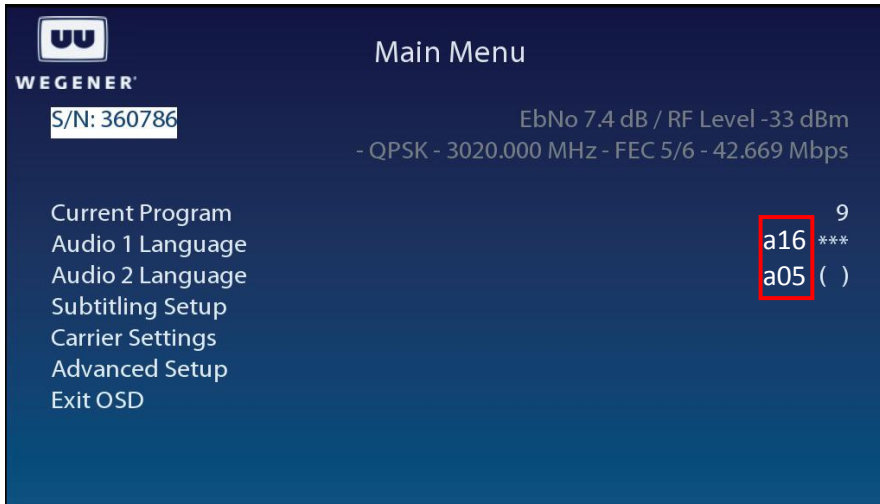 UU
Main Menu
WEGENER
S/N: 360786
EbNo 7.4 dB / RF Level -33 dBm
- QPSK - 3020.000 MHz - FEC 5/6 - 42.669 Mbps
Current Program 9
Audio 1 Language a16 ***
Audio 2 Language a05 ( )
Subtitling Setup
Carrier Settings
Advanced Setup
Exit OSD